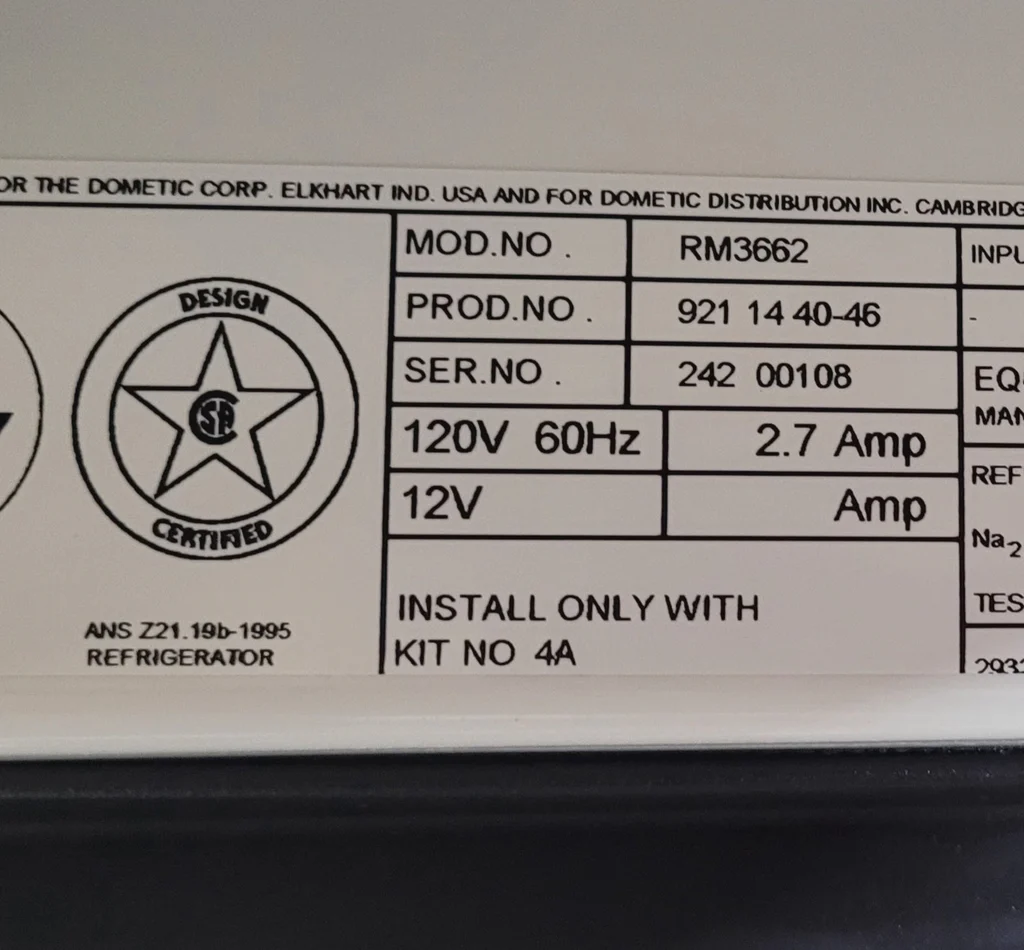 OR THE DOMETIC CORP. ELKHART IND. USA AND FOR DOMETIC DISTRIBUTION INC. CAMBRIDG
MOD.NO . RM3662 INPU
PROD.NO . 921 14 40-46 -
SER.NO . 242 00108 EQ
MAN
120V 60Hz 2.7 Amp
REF
12V Amp
Na2
DESIGN
CSA
CERTIFIED
ANS Z21.19b-1995
REFRIGERATOR
INSTALL ONLY WITH
KIT NO 4A
TES